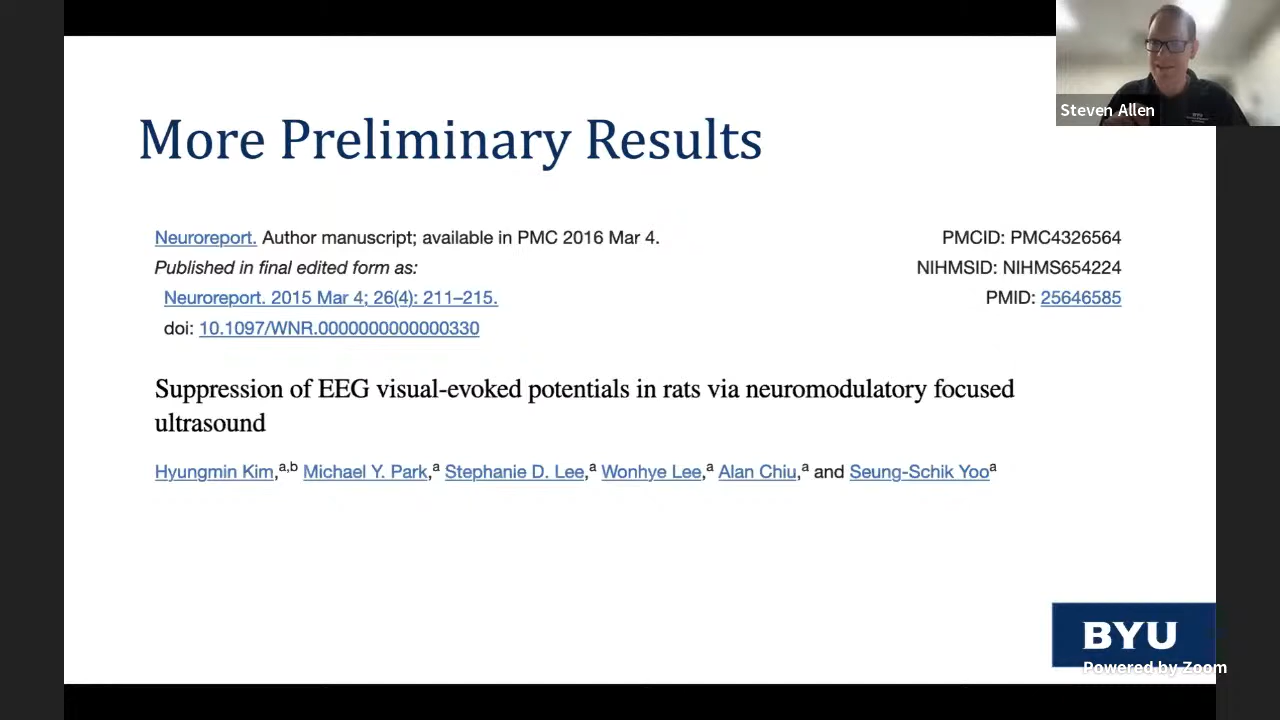 Steven Allen
More Preliminary Results
Neuroreport. Author manuscript; available in PMC 2016 Mar 4.
PMCID: PMC4326564
Published in final edited form as:
NIHMSID: NIHMS654224
Neuroreport. 2015 Mar 4; 26(4): 211–215.
PMID: 25646585
doi: 10.1097/WNR.0000000000000330
Suppression of EEG visual-evoked potentials in rats via neuromodulatory focused
ultrasound
Hyungmin Kim,a,b Michael Y. Park,a Stephanie D. Lee,a Wonhye Lee,a Alan Chiu,a and Seung-Schik Yooa
BYU
Powered by Zoom